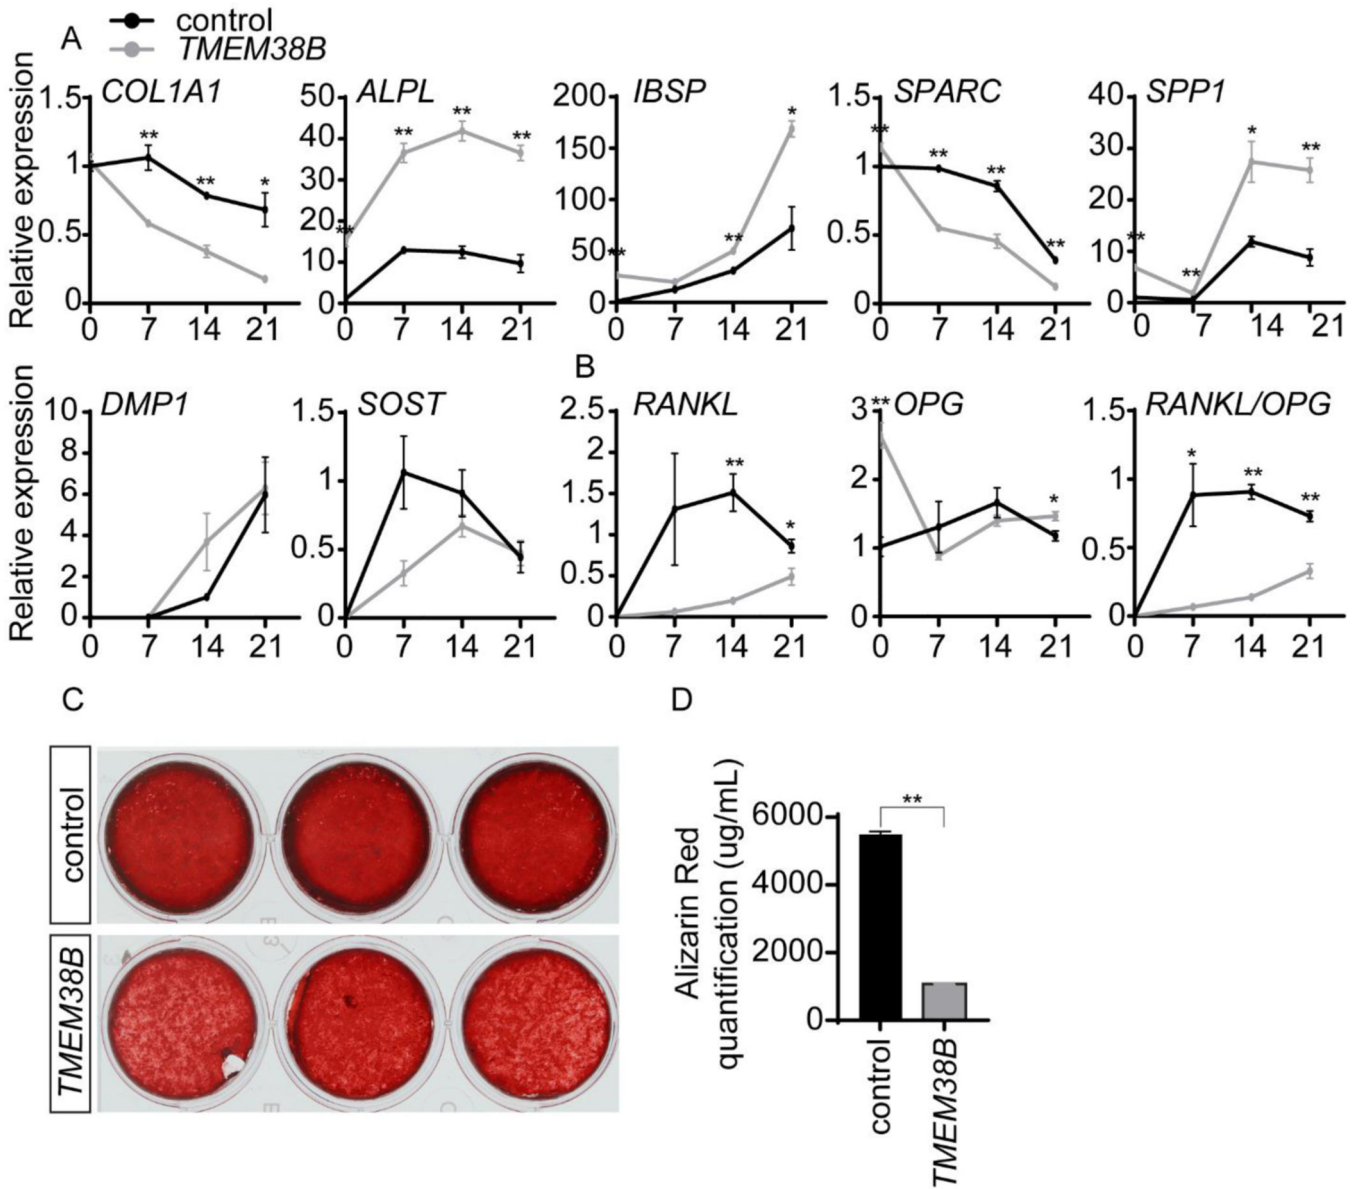 A
control
TMEM38B
Relative expression
COL1A1
1.5
1
0.5
0
0 7 14 21
** ** *
ALPL
50
40
30
20
10
0
0 7 14 21
** ** ** **
IBSP
200
150
100
50
0
0 7 14 21
** ** *
SPARC
1.5
1
0.5
0
0 7 14 21
** ** ** **
SPP1
40
30
20
10
0
0 7 14 21
** ** * **
Relative expression
DMP1
10
8
6
4
2
0
0 7 14 21
SOST
1.5
1
0.5
0
0 7 14 21
B
RANKL
2.5
2
1.5
1
0.5
0
0 7 14 21
** *
OPG
3
2
1
0
0 7 14 21
** *
RANKL/OPG
1.5
1
0.5
0
0 7 14 21
* ** **
C
control
TMEM38B
D
Alizarin Red
quantification (ug/mL)
6000
4000
2000
0
**
control
TMEM38B